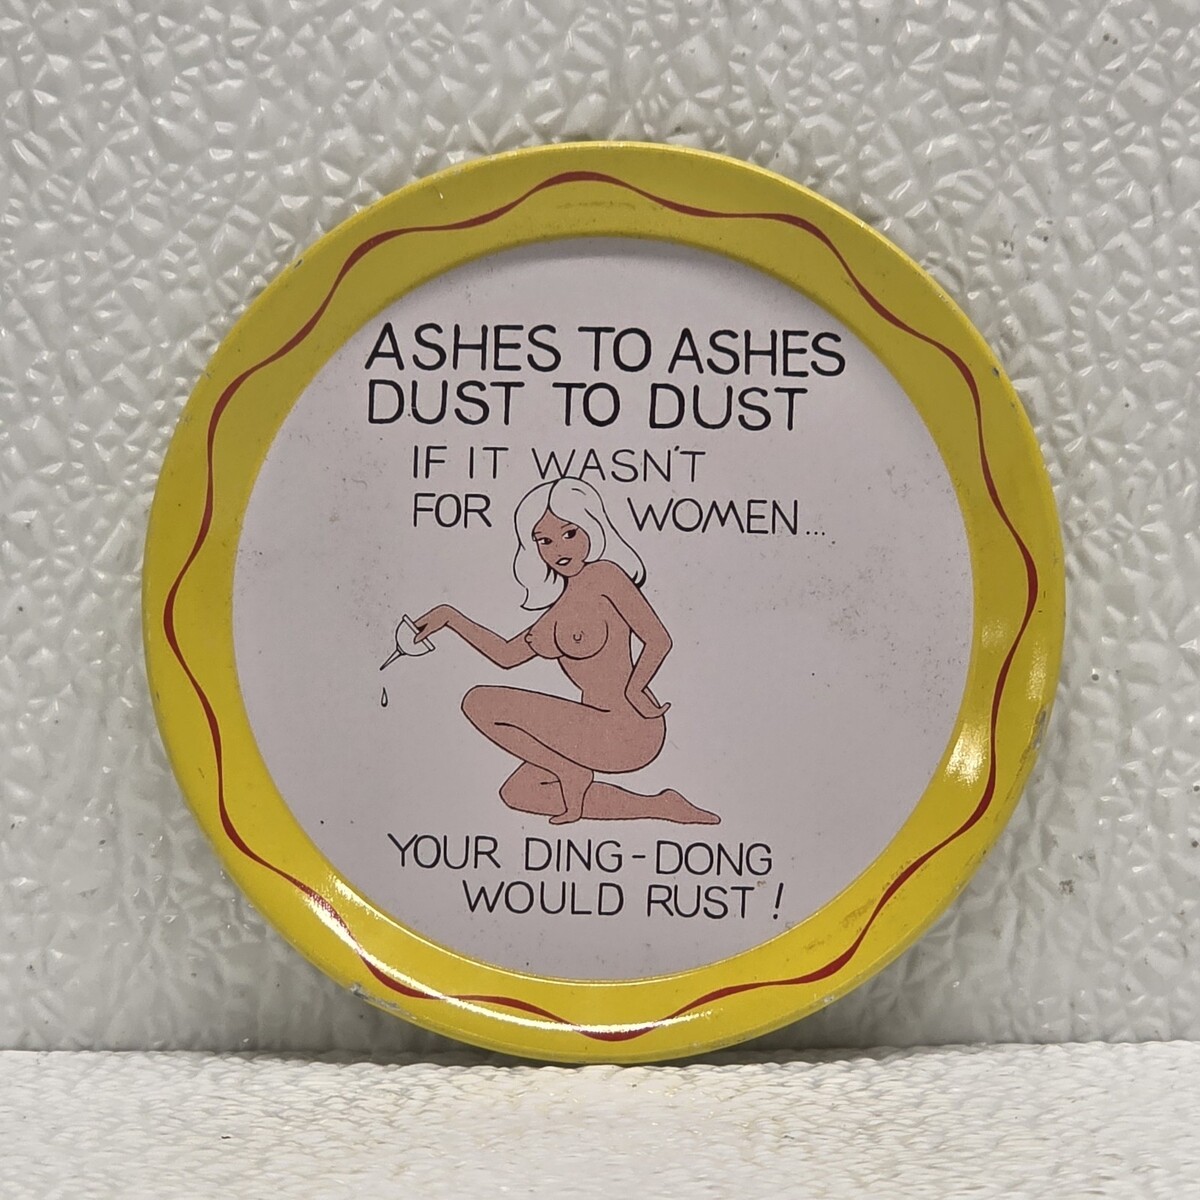 ASHES TO ASHES
DUST TO DUST
IF IT WASN'T
FOR WOMEN...
YOUR DING-DONG
WOULD RUST!